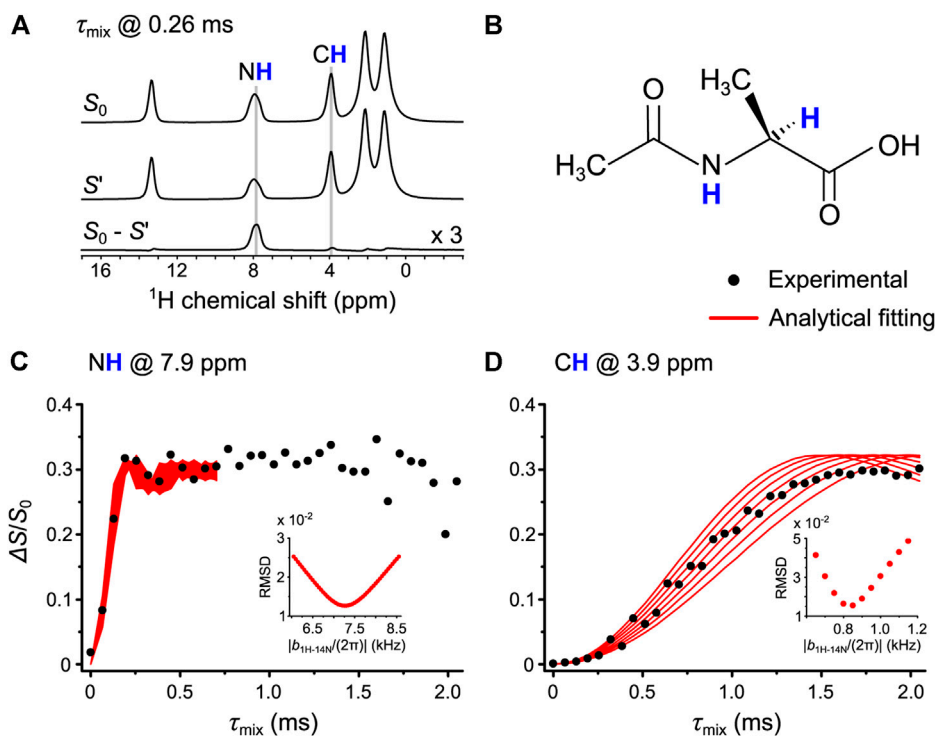 A
τmix @ 0.26 ms
NH
CH
S0
S'
S0 - S'
x 3
16
12
8
4
0
1H chemical shift (ppm)
B
O
H3C
H
H3C
N
H
OH
O
Experimental
Analytical fitting
C
NH @ 7.9 ppm
0.4
0.3
0.2
0.1
0
ΔS/S0
0.0
0.5
1.0
1.5
2.0
τmix (ms)
x 10-2
3
2
1
RMSD
6.5
7.5
8.5
|b1H-14N/(2π)| (kHz)
D
CH @ 3.9 ppm
0.4
0.3
0.2
0.1
0
0.0
0.5
1.0
1.5
2.0
τmix (ms)
x 10-2
5
3
1
RMSD
0.8
1.0
1.2
|b1H-14N/(2π)| (kHz)